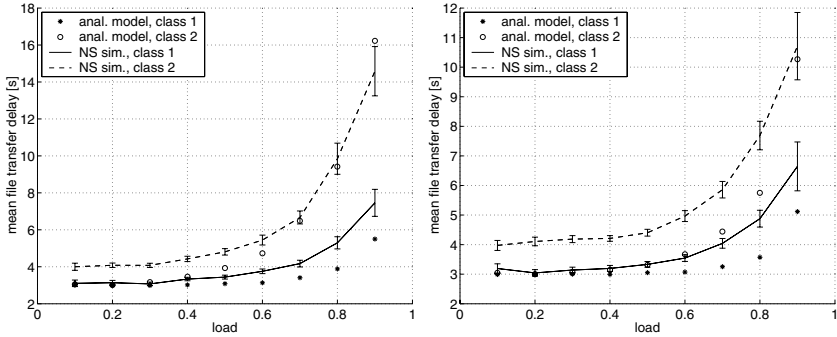 18
16
14
12
10
8
6
4
2
0
0.2
0.4
0.6
0.8
1
load
mean file transfer delay [s]
anal. model, class 1
anal. model, class 2
NS sim., class 1
NS sim., class 2
12
11
10
9
8
7
6
5
4
3
2
0
0.2
0.4
0.6
0.8
1
load
mean file transfer delay [s]
anal. model, class 1
anal. model, class 2
NS sim., class 1
NS sim., class 2